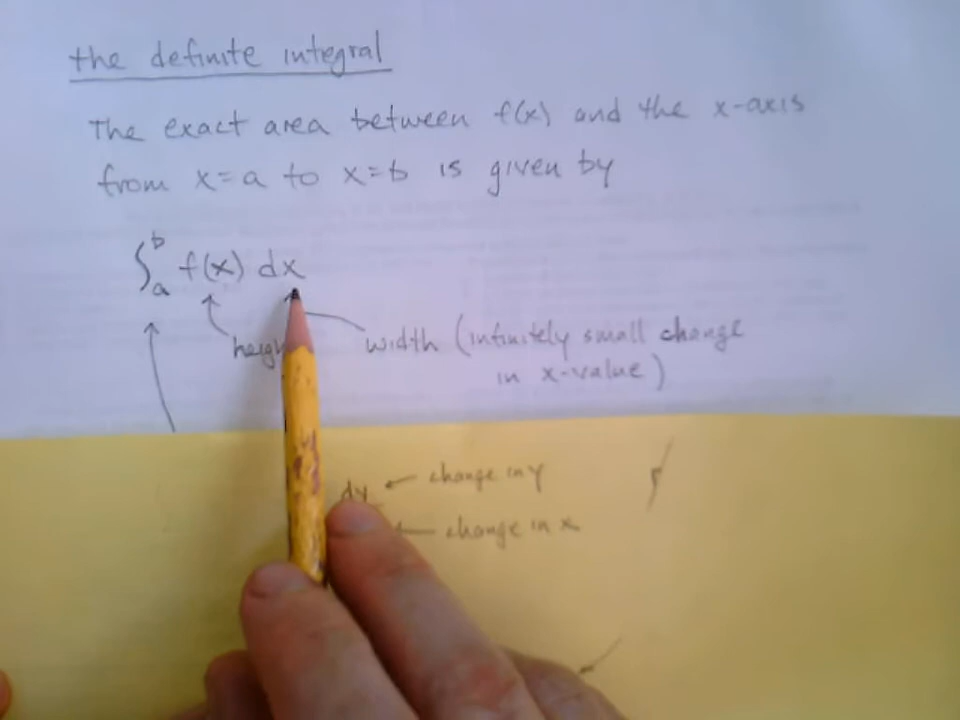 the definite integral
The exact area between f(x) and the x-axis
from x=a to x=b is given by
∫ₐᵇ f(x) dx
width (infinitely small change
in x-value)
dy ← change in y
← change in x